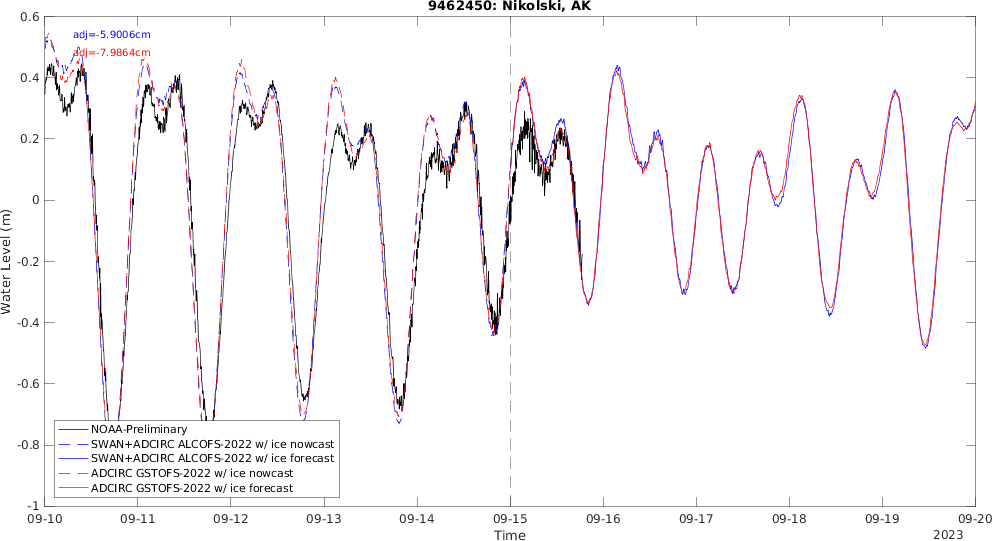 9462450: Nikolski, AK
adj=-5.9006cm
adj=-7.9864cm
0.6
0.4
0.2
0
-0.2
-0.4
-0.6
-0.8
-1
Water Level (m)
NOAA-Preliminary
SWAN+ADCIRC ALCOFS-2022 w/ ice nowcast
SWAN+ADCIRC ALCOFS-2022 w/ ice forecast
ADCIRC GSTOFS-2022 w/ ice nowcast
ADCIRC GSTOFS-2022 w/ ice forecast
09-10 09-11 09-12 09-13 09-14 09-15 09-16 09-17 09-18 09-19 09-20
Time
2023